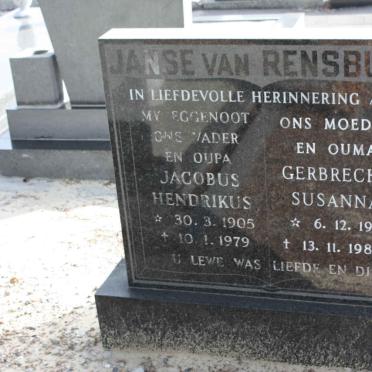 JANSE VAN RENSBU
IN LIEFDEVOLLE HERINNERING A
MY EGGENOOT
ONS VADER
EN OUPA
JACOBUS
HENDRIKUS
☆ 30. 3. 1905
✝ 10. 1. 1979
ONS MOED
EN OUMA
GERBRECH
SUSANNA
☆ 6. 12. 19
✝ 13. 11. 198
U LEWE WAS LIEFDE EN DI